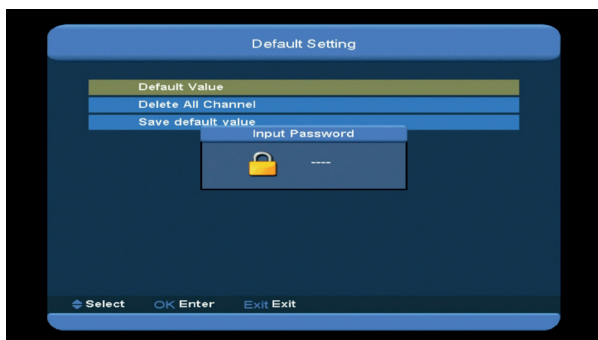 Default Setting
Default Value
Delete All Channel
Save default value
Input Password
----
Select OK Enter Exit Exit